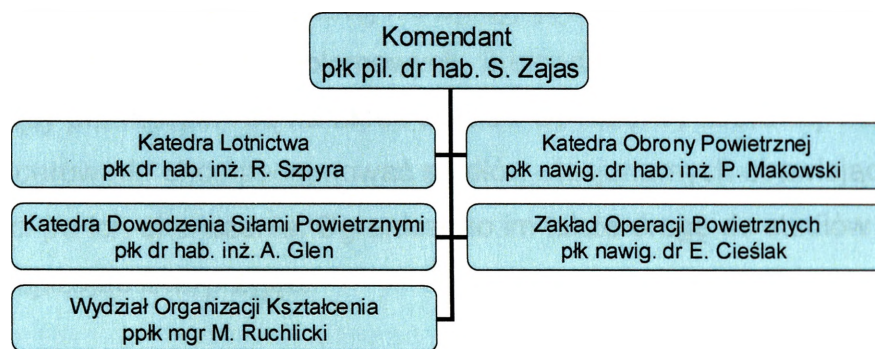 Komendant
płk pil. dr hab. S. Zajas
Katedra Lotnictwa
płk dr hab. inż. R. Szpyra
Katedra Obrony Powietrznej
płk nawig. dr hab. inż. P. Makowski
Katedra Dowodzenia Siłami Powietrznymi
płk dr hab. inż. A. Glen
Zakład Operacji Powietrznych
płk nawig. dr E. Cieślak
Wydział Organizacji Kształcenia
ppłk mgr M. Ruchlicki